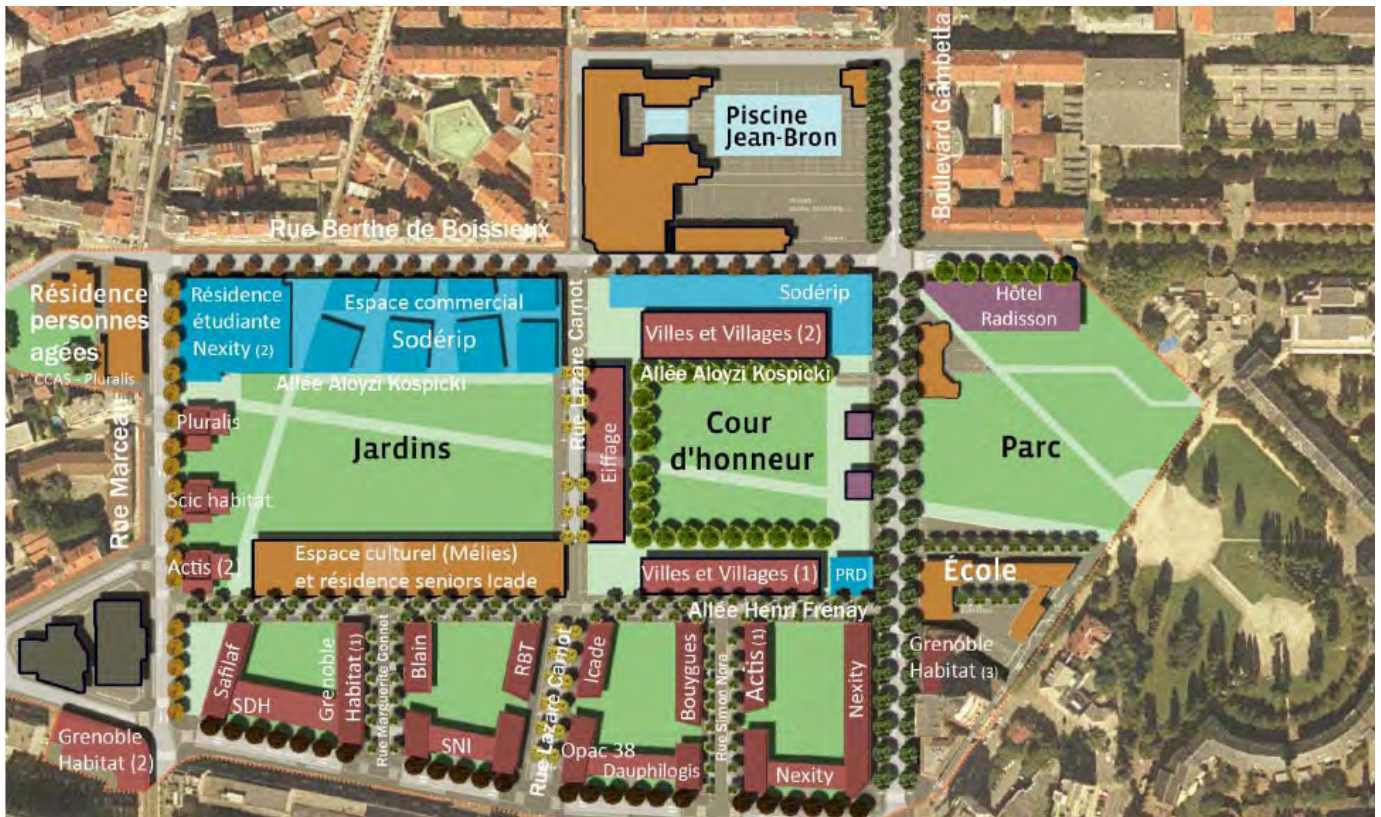 Piscine
Jean-Bron
Boulevard Gambetta
Rue Berthe de Boissieux
Résidence
personnes
agées
CCAS - Pluralis
Résidence
étudiante
Nexity (2)
Espace commercial
Sodérip
Rue Lazare Carnot
Sodérip
Villes et Villages (2)
Hôtel
Radisson
Allée Aloyzi Kospicki
Allée Aloyzi Kospicki
Rue Marceau
Pluralis
Jardins
Eiffage
Cour
d'honneur
Parc
Scic habitat
Actis (2)
Espace culturel (Mélies)
et résidence seniors Icade
Villes et Villages (1)
PRD
École
Allée Henri Frenay
Safilaf
SDH
Grenoble
Habitat (1)
Rue Marguerite Gonnet
Blain
SNI
RBT
Rue Lazare Carnot
Icade
Opac 38
Dauphilogis
Bouygues
Rue Simon Nora
Actis (1)
Nexity
Nexity
Grenoble
Habitat (3)
Grenoble
Habitat (2)